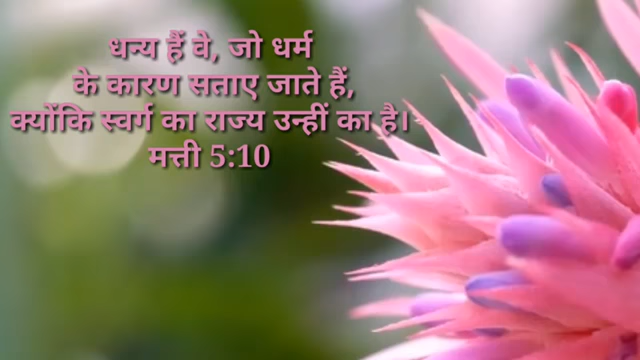 धन्य हैं वे, जो धर्म
के कारण सताए जाते हैं,
क्योंकि स्वर्ग का राज्य उन्हीं का है।
मत्ती 5:10